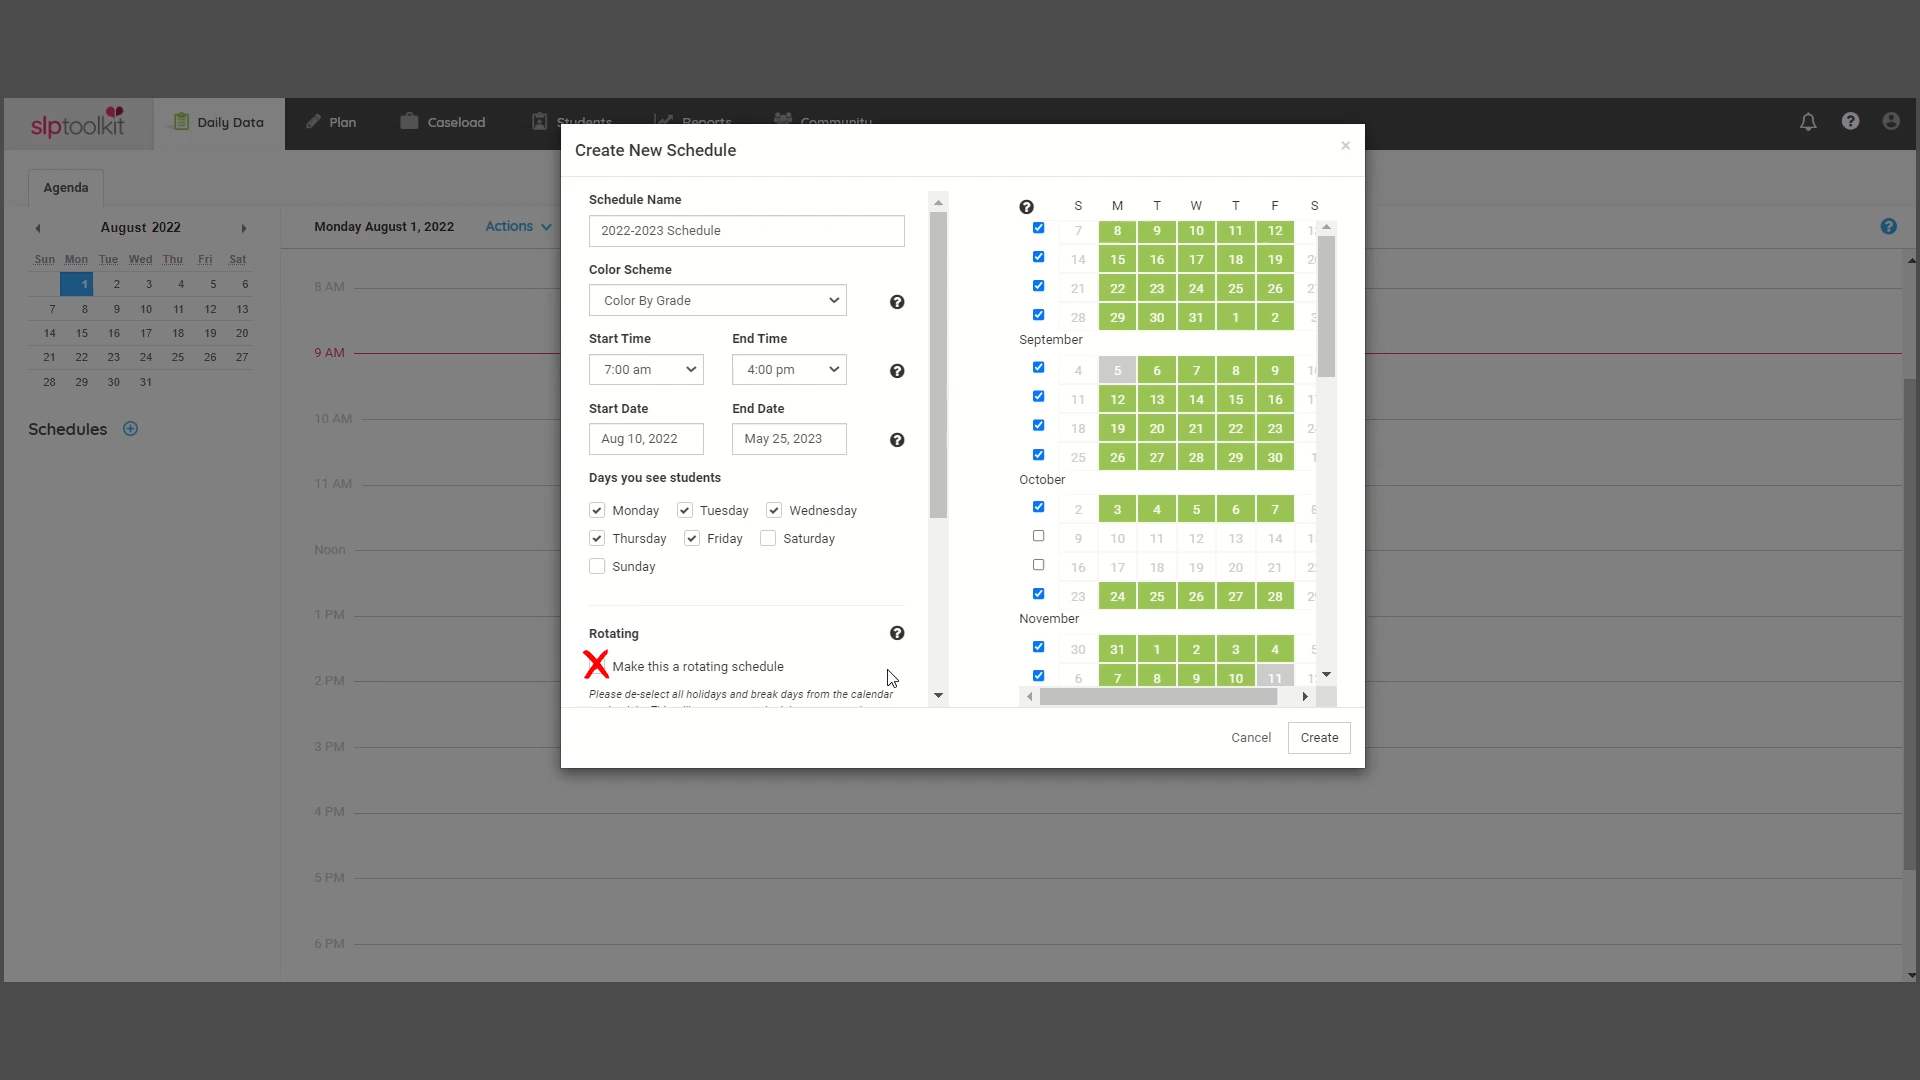 slptoolkit
Daily Data
Plan
Caseload
Students
Reports
Community
Agenda
August 2022
Sun Mon Tue Wed Thu Fri Sat
1 2 3 4 5 6
7 8 9 10 11 12 13
14 15 16 17 18 19 20
21 22 23 24 25 26 27
28 29 30 31
Schedules
Monday August 1, 2022 Actions
8 AM
9 AM
10 AM
11 AM
Noon
1 PM
2 PM
3 PM
4 PM
5 PM
6 PM
Create New Schedule
×
Schedule Name
2022-2023 Schedule
Color Scheme
Color By Grade
Start Time End Time
7:00 am 4:00 pm
Start Date End Date
Aug 10, 2022 May 25, 2023
Days you see students
Monday Tuesday Wednesday
Thursday Friday Saturday
Sunday
Rotating
Make this a rotating schedule
Please de-select all holidays and break days from the calendar
S M T W T F S
7 8 9 10 11 12
14 15 16 17 18 19
21 22 23 24 25 26
28 29 30 31 1 2
September
4 5 6 7 8 9
11 12 13 14 15 16
18 19 20 21 22 23
25 26 27 28 29 30
October
2 3 4 5 6 7
9 10 11 12 13 14
16 17 18 19 20 21
23 24 25 26 27 28
November
30 31 1 2 3 4
6 7 8 9 10 11
Cancel Create